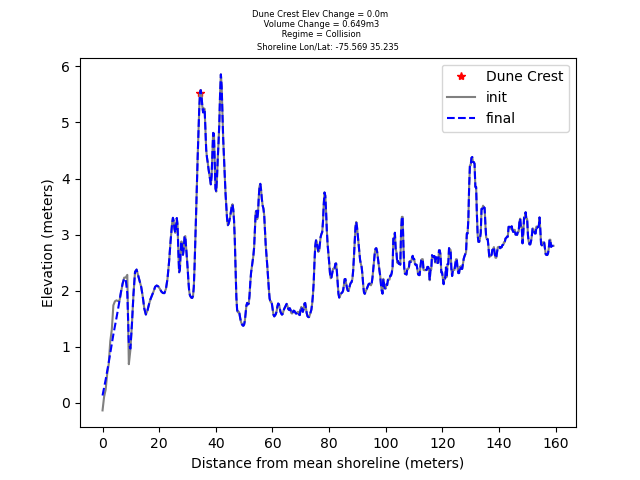 Dune Crest Elev Change = 0.0m
Volume Change = 0.649m3
Regime = Collision
Shoreline Lon/Lat: -75.569 35.235
Dune Crest
init
final
Elevation (meters)
6
5
4
3
2
1
0
0 20 40 60 80 100 120 140 160
Distance from mean shoreline (meters)